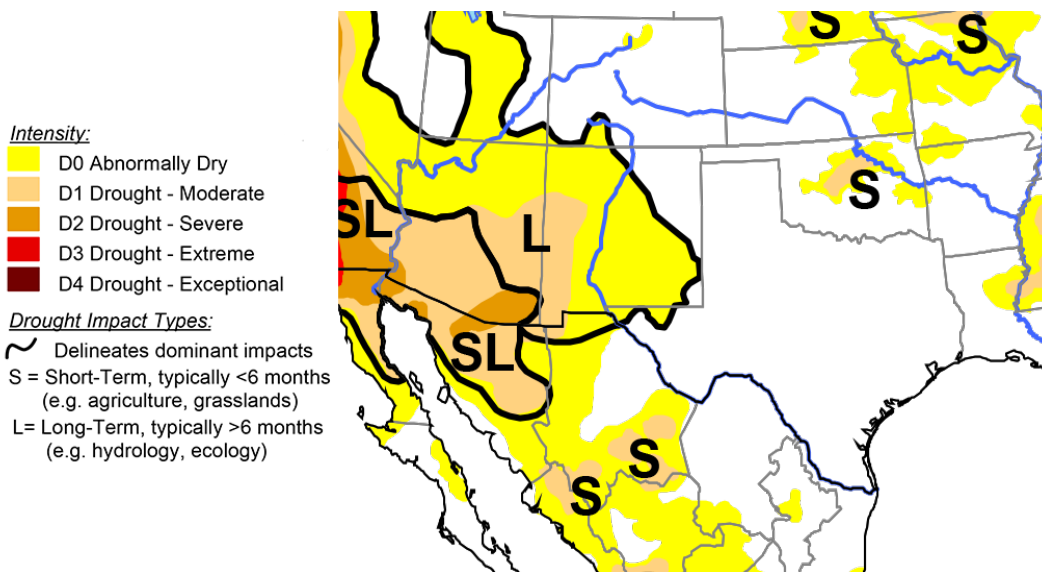 Intensity:
D0 Abnormally Dry
D1 Drought - Moderate
D2 Drought - Severe
D3 Drought - Extreme
D4 Drought - Exceptional
Drought Impact Types:
Delineates dominant impacts
S = Short-Term, typically <6 months
(e.g. agriculture, grasslands)
L= Long-Term, typically >6 months
(e.g. hydrology, ecology)
S
S
S
SL
L
SL
S
S